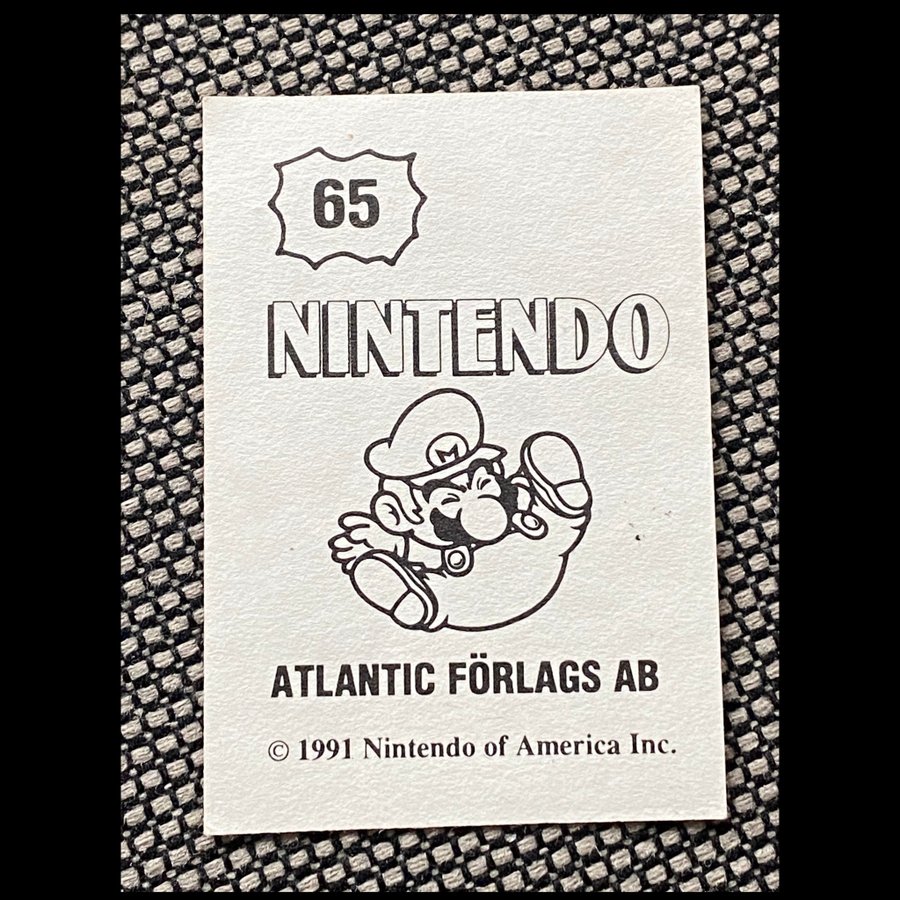 65
NINTENDO
M
ATLANTIC FÖRLAGS AB
© 1991 Nintendo of America Inc.